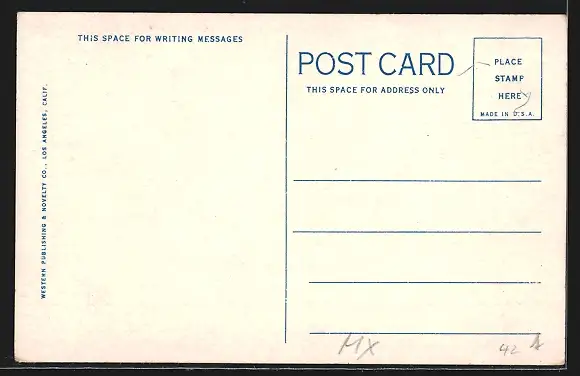 THIS SPACE FOR WRITING MESSAGES
WESTERN PUBLISHING & NOVELTY CO., LOS ANGELES, CALIF.
POST CARD
THIS SPACE FOR ADDRESS ONLY
PLACE
STAMP
HERE
MADE IN U.S.A.
MX
42